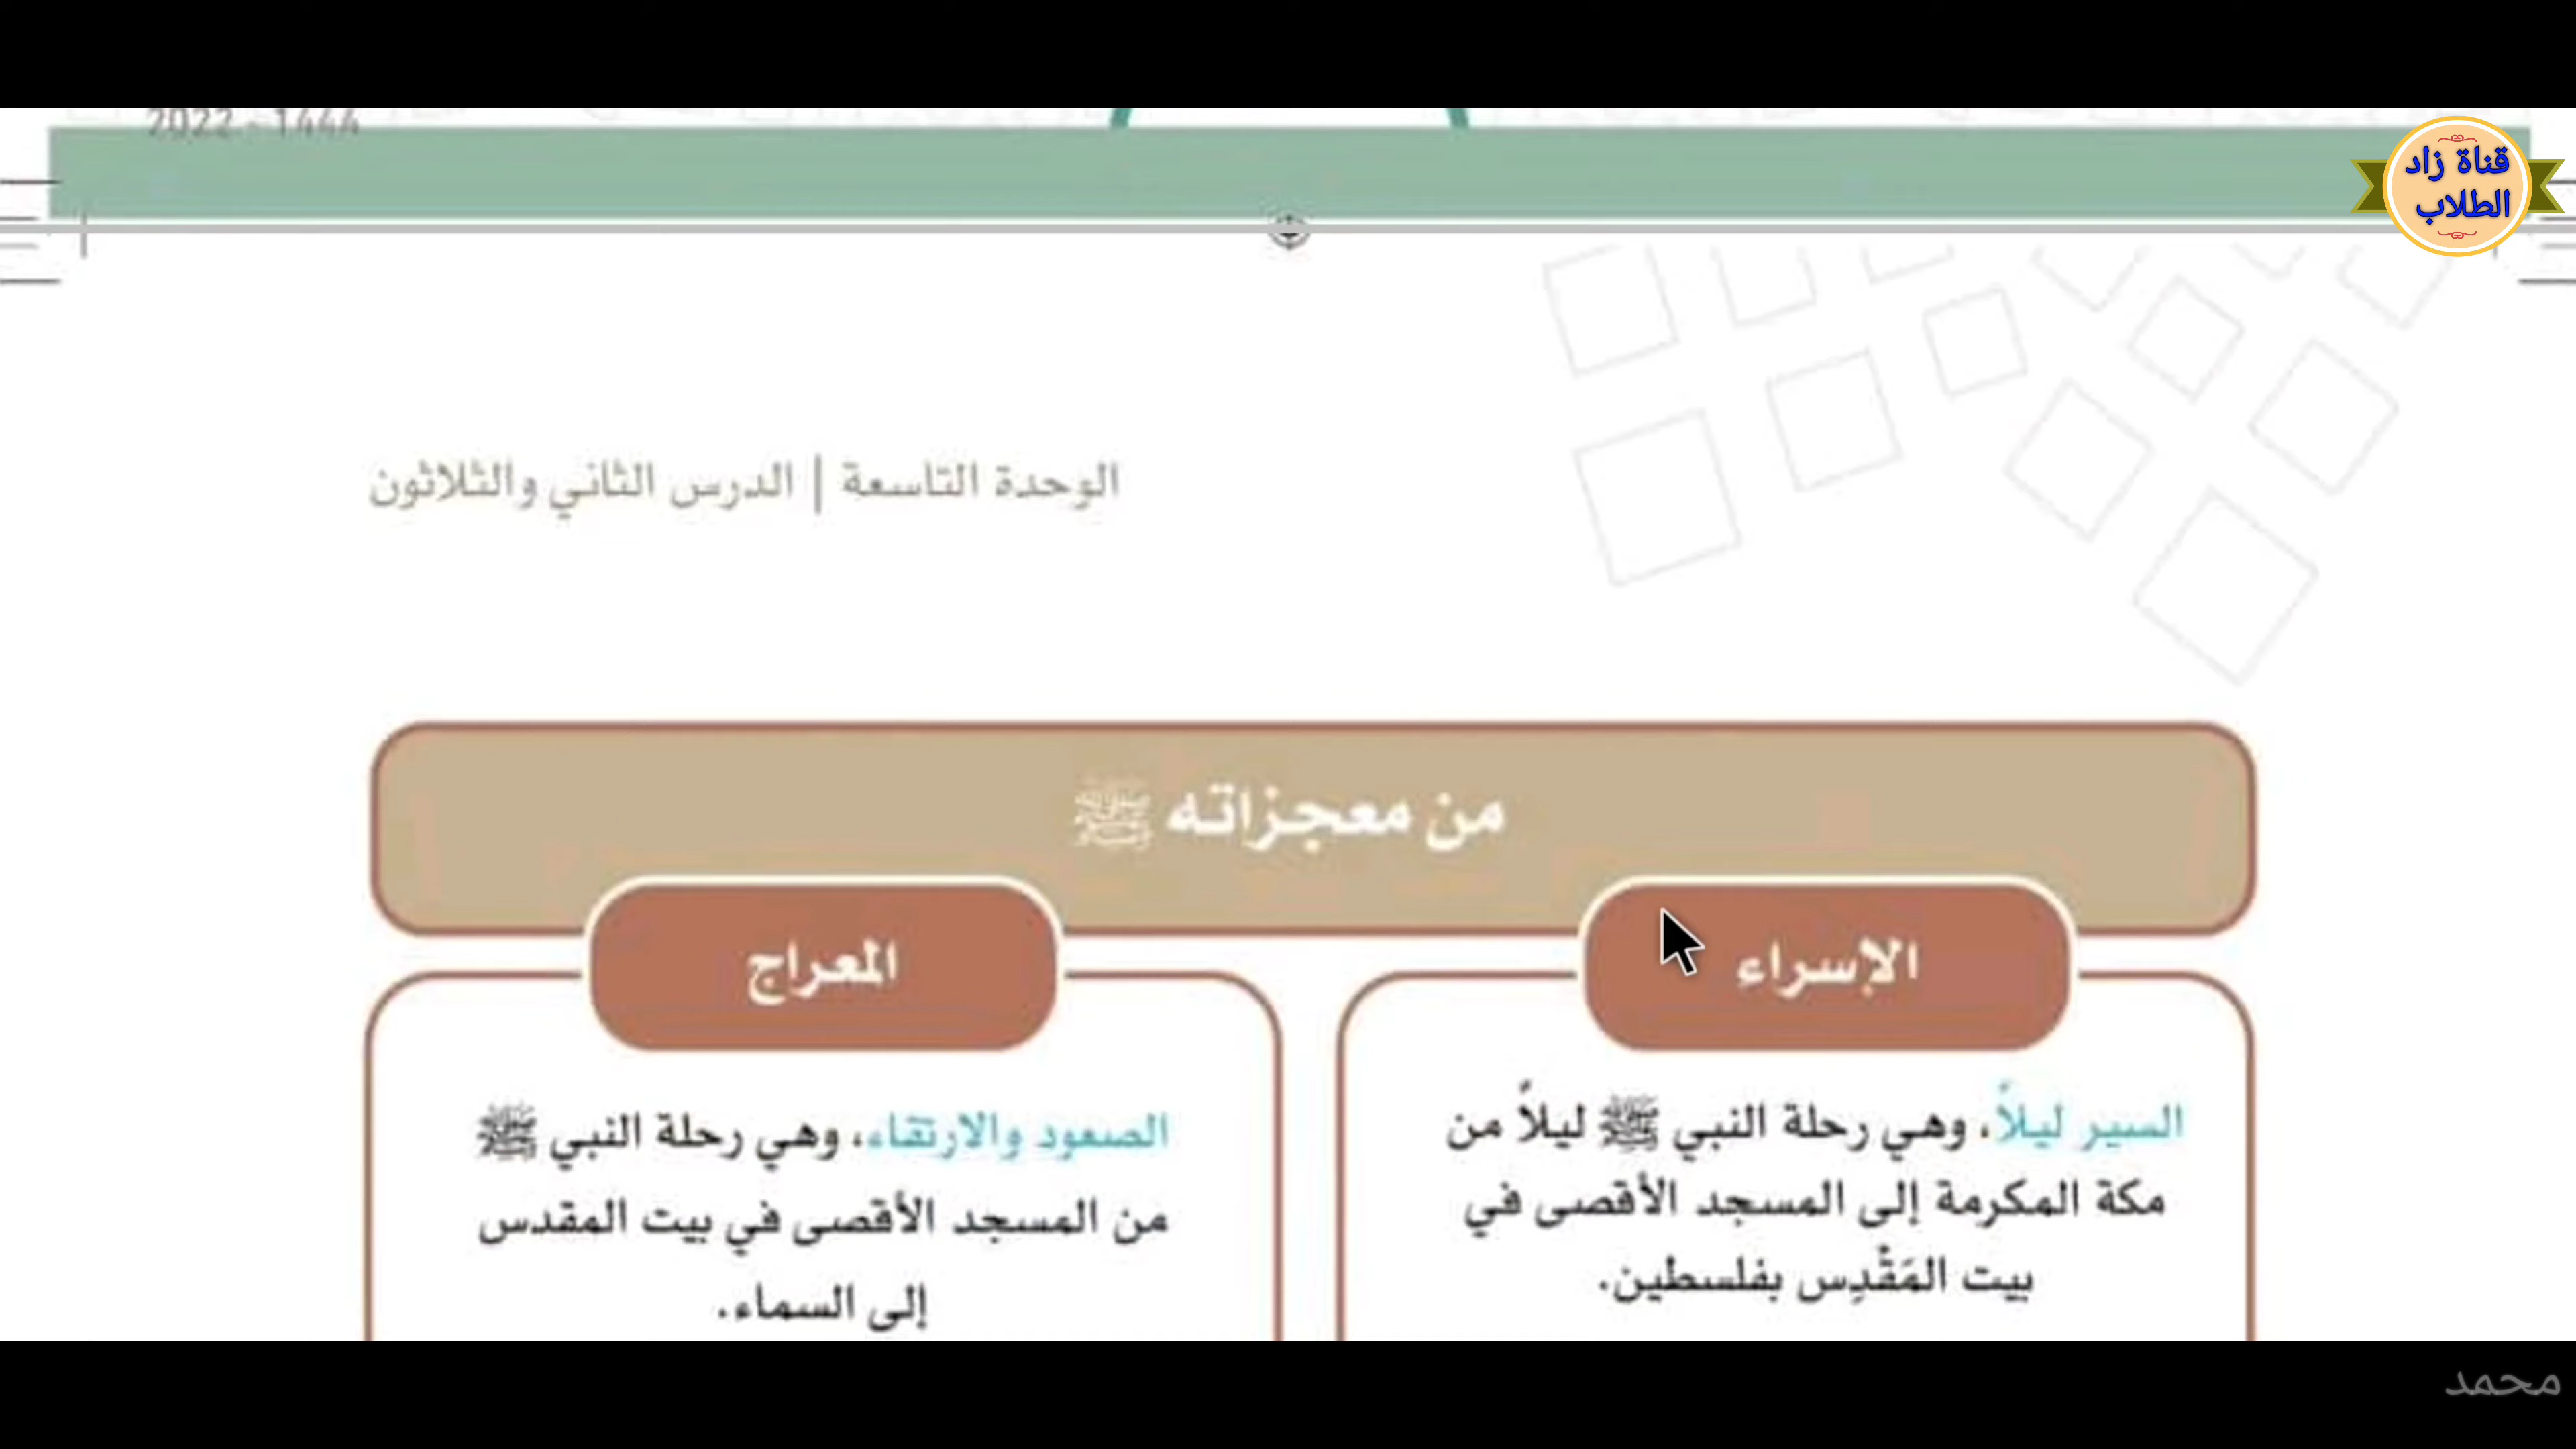 2022 - 1444
قناة زاد
الطلاب
الوحدة التاسعة | الدرس الثاني والثلاثون
من معجزاته ﷺ
الإسراء
السير ليلاً، وهي رحلة النبي ﷺ ليلاً من
مكة المكرمة إلى المسجد الأقصى في
بيت المَقْدِس بفلسطين.
المعراج
الصعود والارتقاء، وهي رحلة النبي ﷺ
من المسجد الأقصى في بيت المقدس
إلى السماء.
محمد